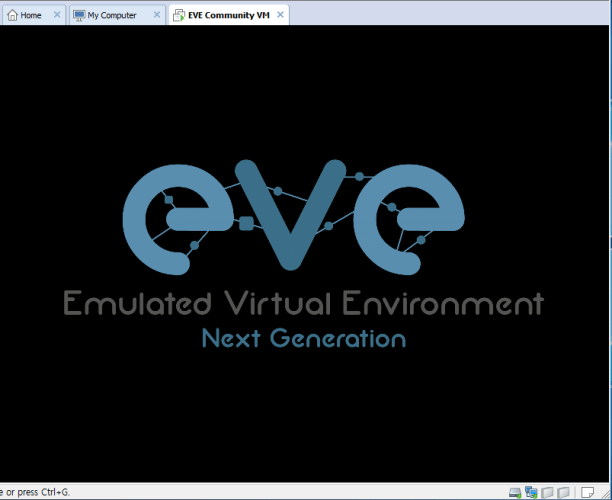 Home
My Computer
EVE Community VM
eve
Emulated Virtual Environment
Next Generation
or press Ctrl+G.